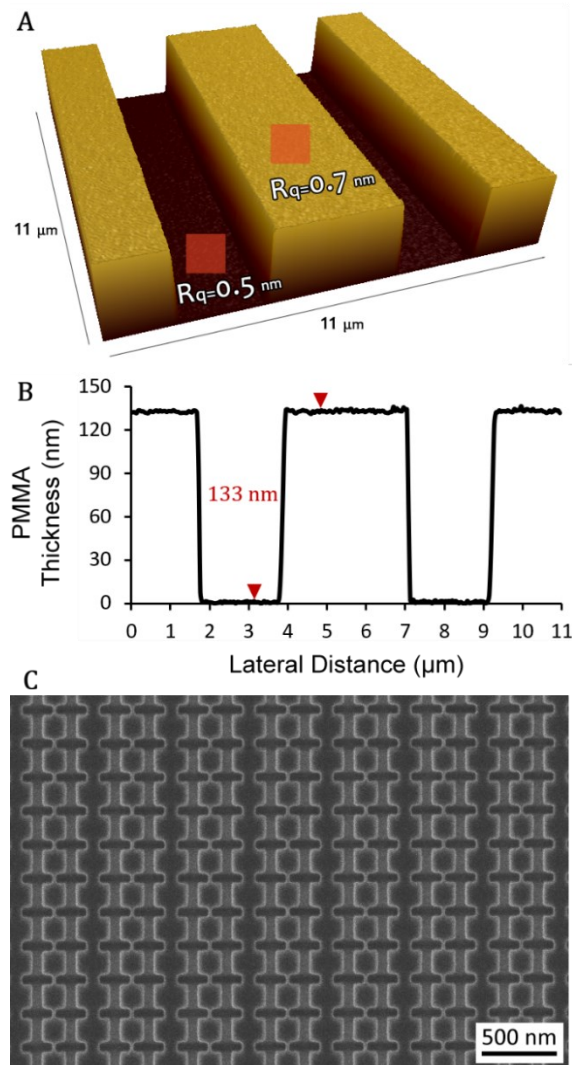 A
Rq=0.7 nm
Rq=0.5 nm
11 µm
11 µm
B
150
120
90
60
30
0
PMMA
Thickness (nm)
133 nm
0 1 2 3 4 5 6 7 8 9 10 11
Lateral Distance (µm)
C
500 nm